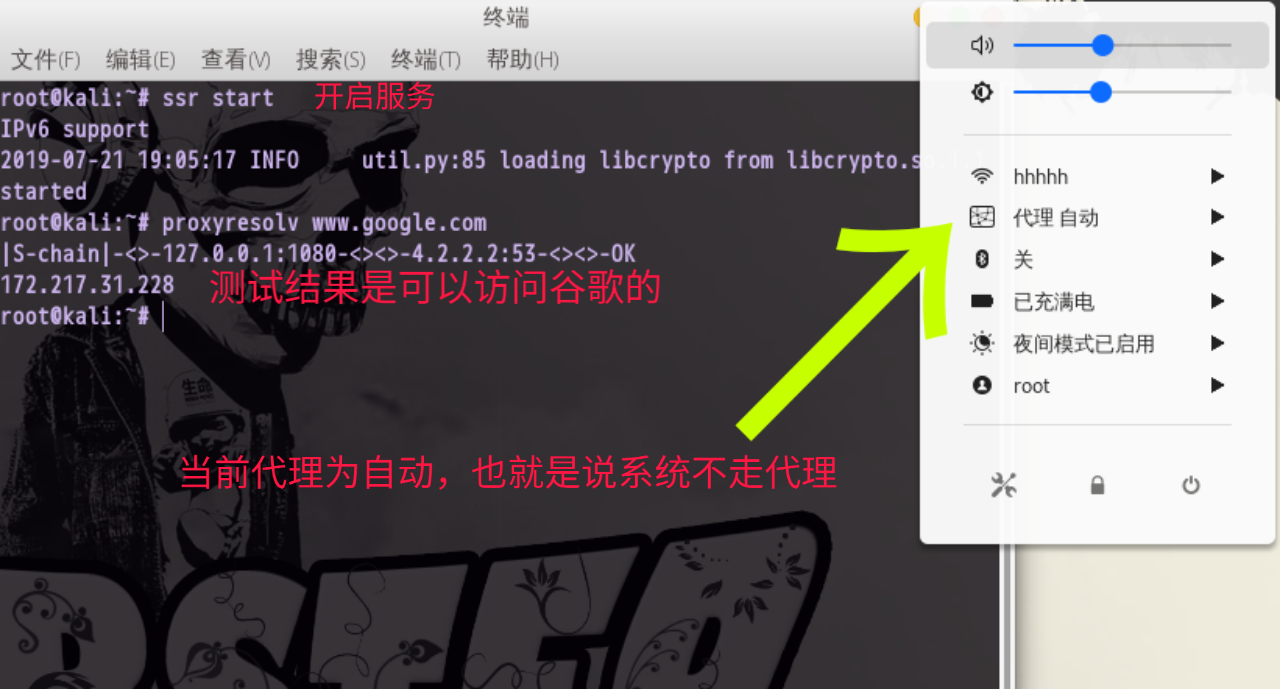 终端
文件(F) 编辑(E) 查看(V) 搜索(S) 终端(T) 帮助(H)
root@kali:~# ssr start 开启服务
IPv6 support
2019-07-21 19:05:17 INFO util.py:85 loading libcrypto from libcrypto.so.1.1
started
root@kali:~# proxyresolv www.google.com
|S-chain|-<>-127.0.0.1:1080-<><>-4.2.2.2:53-<><>-OK
172.217.31.228 测试结果是可以访问谷歌的
root@kali:~#
当前代理为自动，也就是说系统不走代理
生命
hhhhh
代理 自动
关
已充满电
夜间模式已启用
root